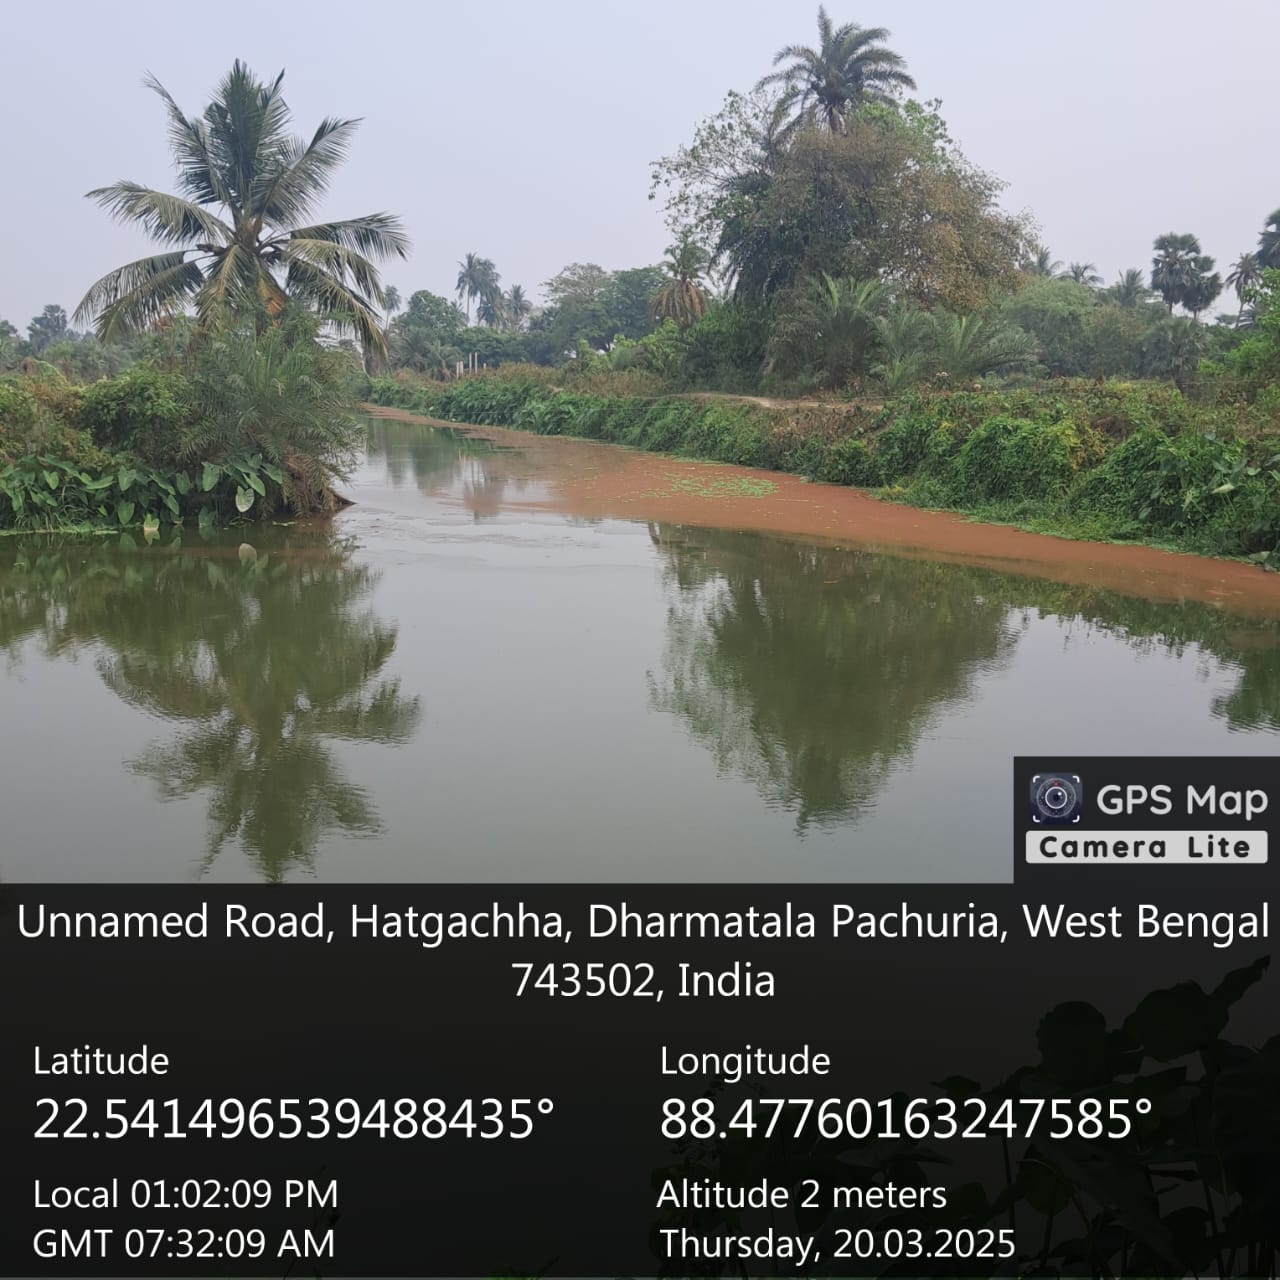 GPS Map
Camera Lite
Unnamed Road, Hatgachha, Dharmatala Pachuria, West Bengal
743502, India
Latitude
22.541496539488435°
Longitude
88.47760163247585°
Local 01:02:09 PM
GMT 07:32:09 AM
Altitude 2 meters
Thursday, 20.03.2025